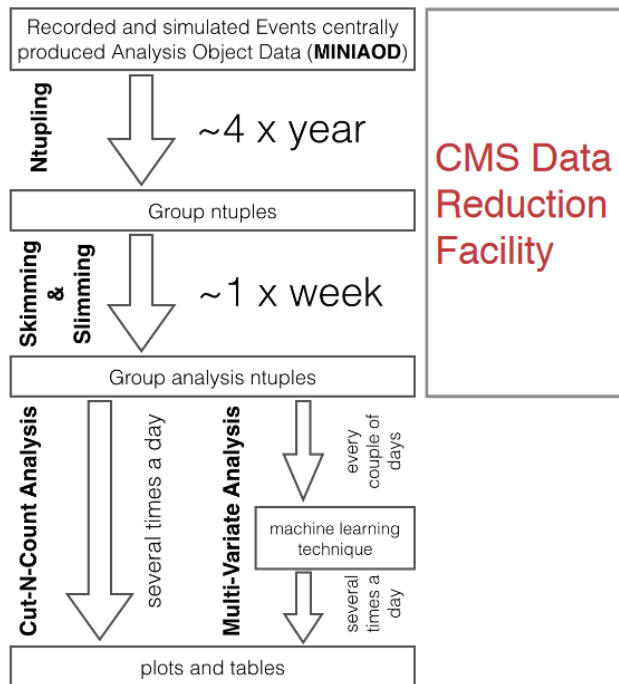 Recorded and simulated Events centrally
produced Analysis Object Data (MINIAOD)
Ntupling
~4 x year
CMS Data
Reduction
Facility
Group ntuples
Skimming
&
Slimming
~1 x week
Group analysis ntuples
Cut-N-Count Analysis
several times a day
Multi-Variate Analysis
every
couple of
days
machine learning
technique
several
times a
day
plots and tables